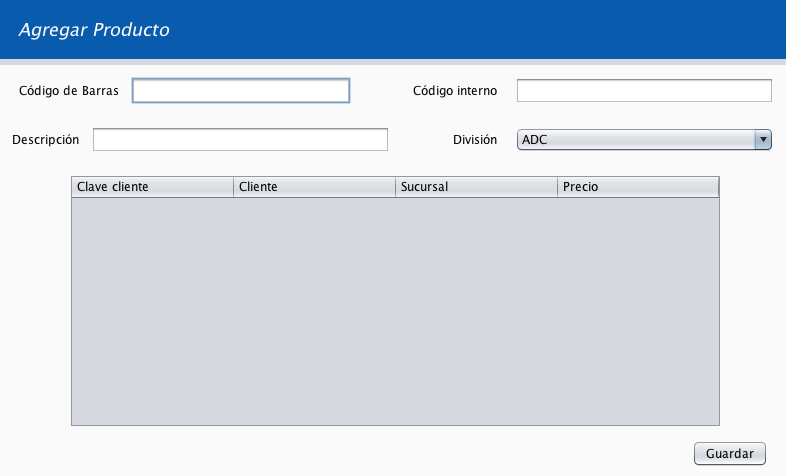 Agregar Producto
Código de Barras
Código interno
Descripción
División ADC
Clave cliente Cliente Sucursal Precio
Guardar